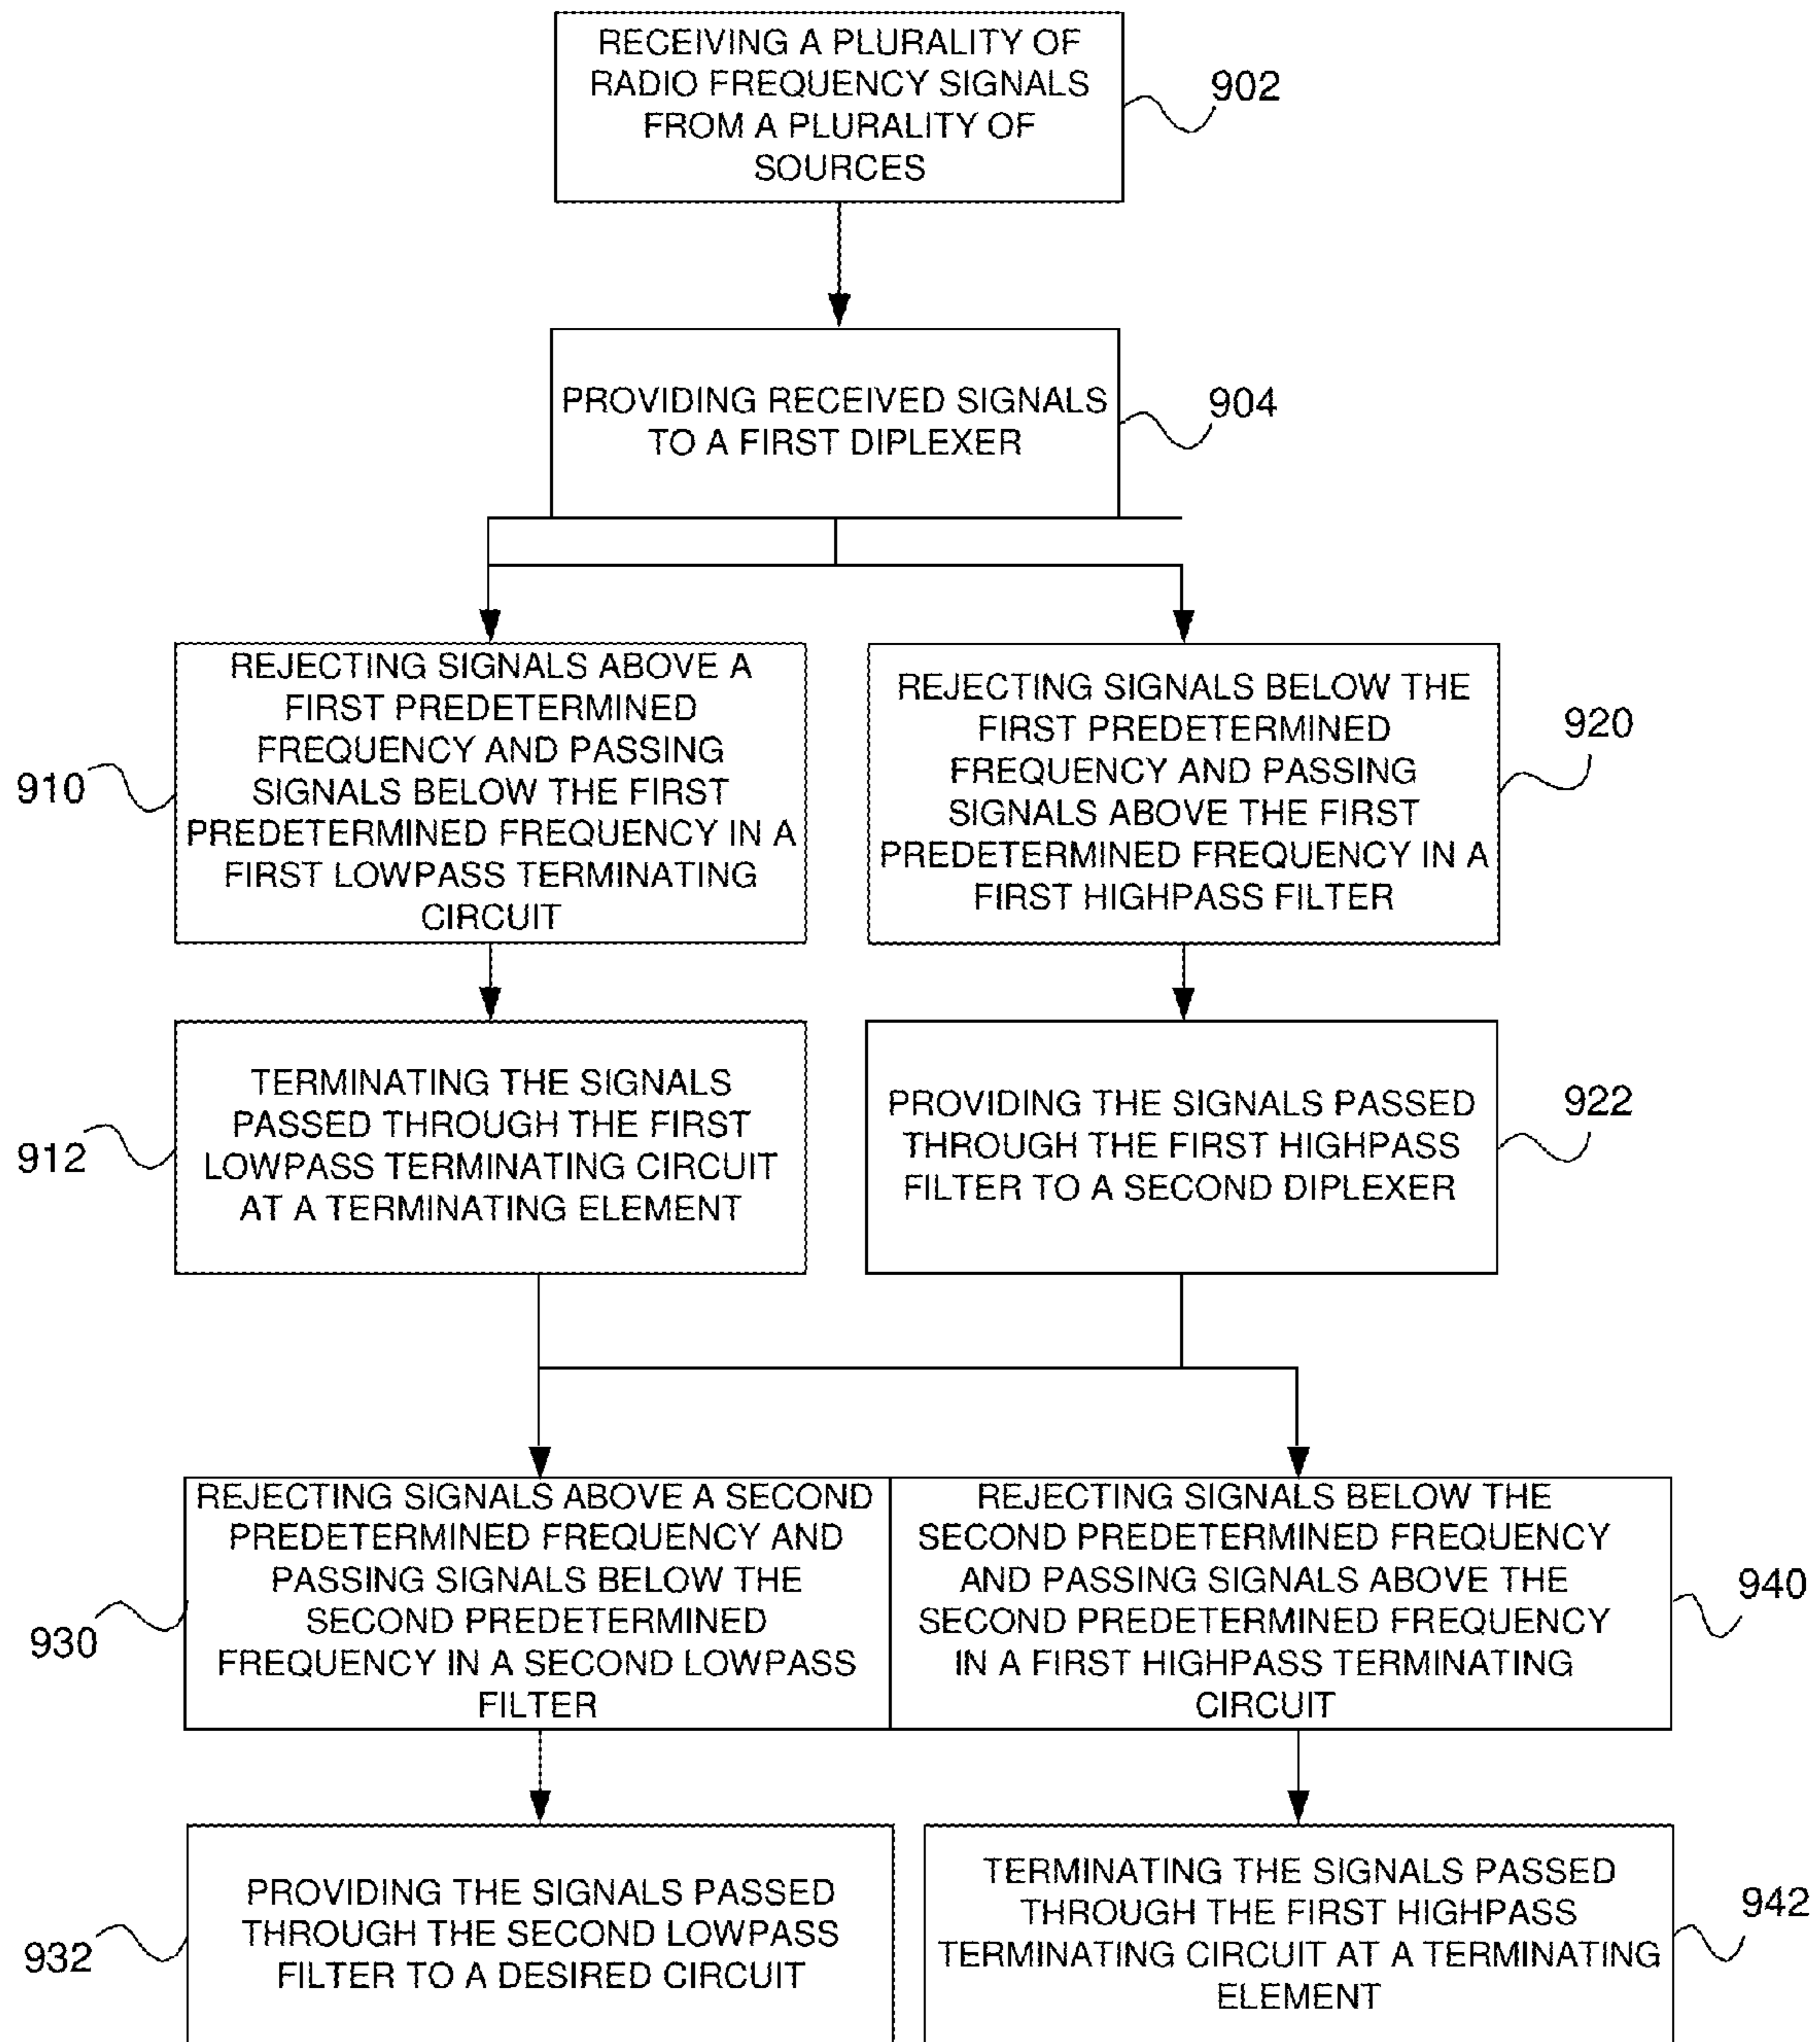 RECEIVING A PLURALITY OF
RADIO FREQUENCY SIGNALS
FROM A PLURALITY OF
SOURCES
902
PROVIDING RECEIVED SIGNALS
TO A FIRST DIPLEXER
904
REJECTING SIGNALS ABOVE A
FIRST PREDETERMINED
FREQUENCY AND PASSING
SIGNALS BELOW THE FIRST
PREDETERMINED FREQUENCY IN A
FIRST LOWPASS TERMINATING
CIRCUIT
910
REJECTING SIGNALS BELOW THE
FIRST PREDETERMINED
FREQUENCY AND PASSING
SIGNALS ABOVE THE FIRST
PREDETERMINED FREQUENCY IN A
FIRST HIGHPASS FILTER
920
TERMINATING THE SIGNALS
PASSED THROUGH THE FIRST
LOWPASS TERMINATING CIRCUIT
AT A TERMINATING ELEMENT
912
PROVIDING THE SIGNALS PASSED
THROUGH THE FIRST HIGHPASS
FILTER TO A SECOND DIPLEXER
922
REJECTING SIGNALS ABOVE A SECOND
PREDETERMINED FREQUENCY AND
PASSING SIGNALS BELOW THE
SECOND PREDETERMINED
FREQUENCY IN A SECOND LOWPASS
FILTER
930
REJECTING SIGNALS BELOW THE
SECOND PREDETERMINED FREQUENCY
AND PASSING SIGNALS ABOVE THE
SECOND PREDETERMINED FREQUENCY
IN A FIRST HIGHPASS TERMINATING
CIRCUIT
940
PROVIDING THE SIGNALS PASSED
THROUGH THE SECOND LOWPASS
FILTER TO A DESIRED CIRCUIT
932
TERMINATING THE SIGNALS PASSED
THROUGH THE FIRST HIGHPASS
TERMINATING CIRCUIT AT A TERMINATING
ELEMENT
942